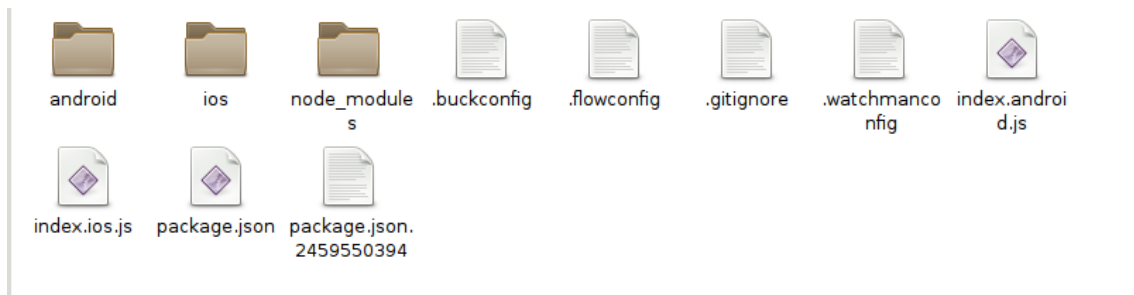 android
ios
node_module
s
.buckconfig
.flowconfig
.gitignore
.watchmanco
nfig
index.androi
d.js
index.ios.js
package.json
package.json.
2459550394